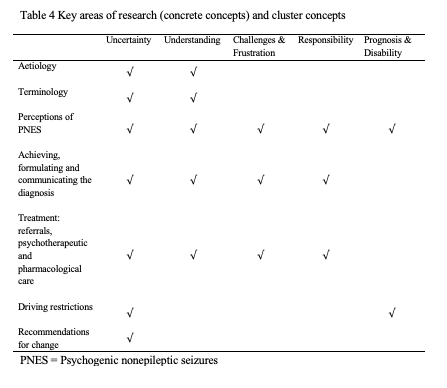 Table 4 Key areas of research (concrete concepts) and cluster concepts
Uncertainty Understanding Challenges & Frustration Responsibility Prognosis & Disability
Aetiology √ √
Terminology √ √
Perceptions of
PNES √ √ √ √ √
Achieving,
formulating and
communicating the √ √ √ √
diagnosis
Treatment:
referrals,
psychotherapeutic
and √ √ √ √
pharmacological
care
Driving restrictions √ √
Recommendations √
for change
PNES = Psychogenic nonepileptic seizures